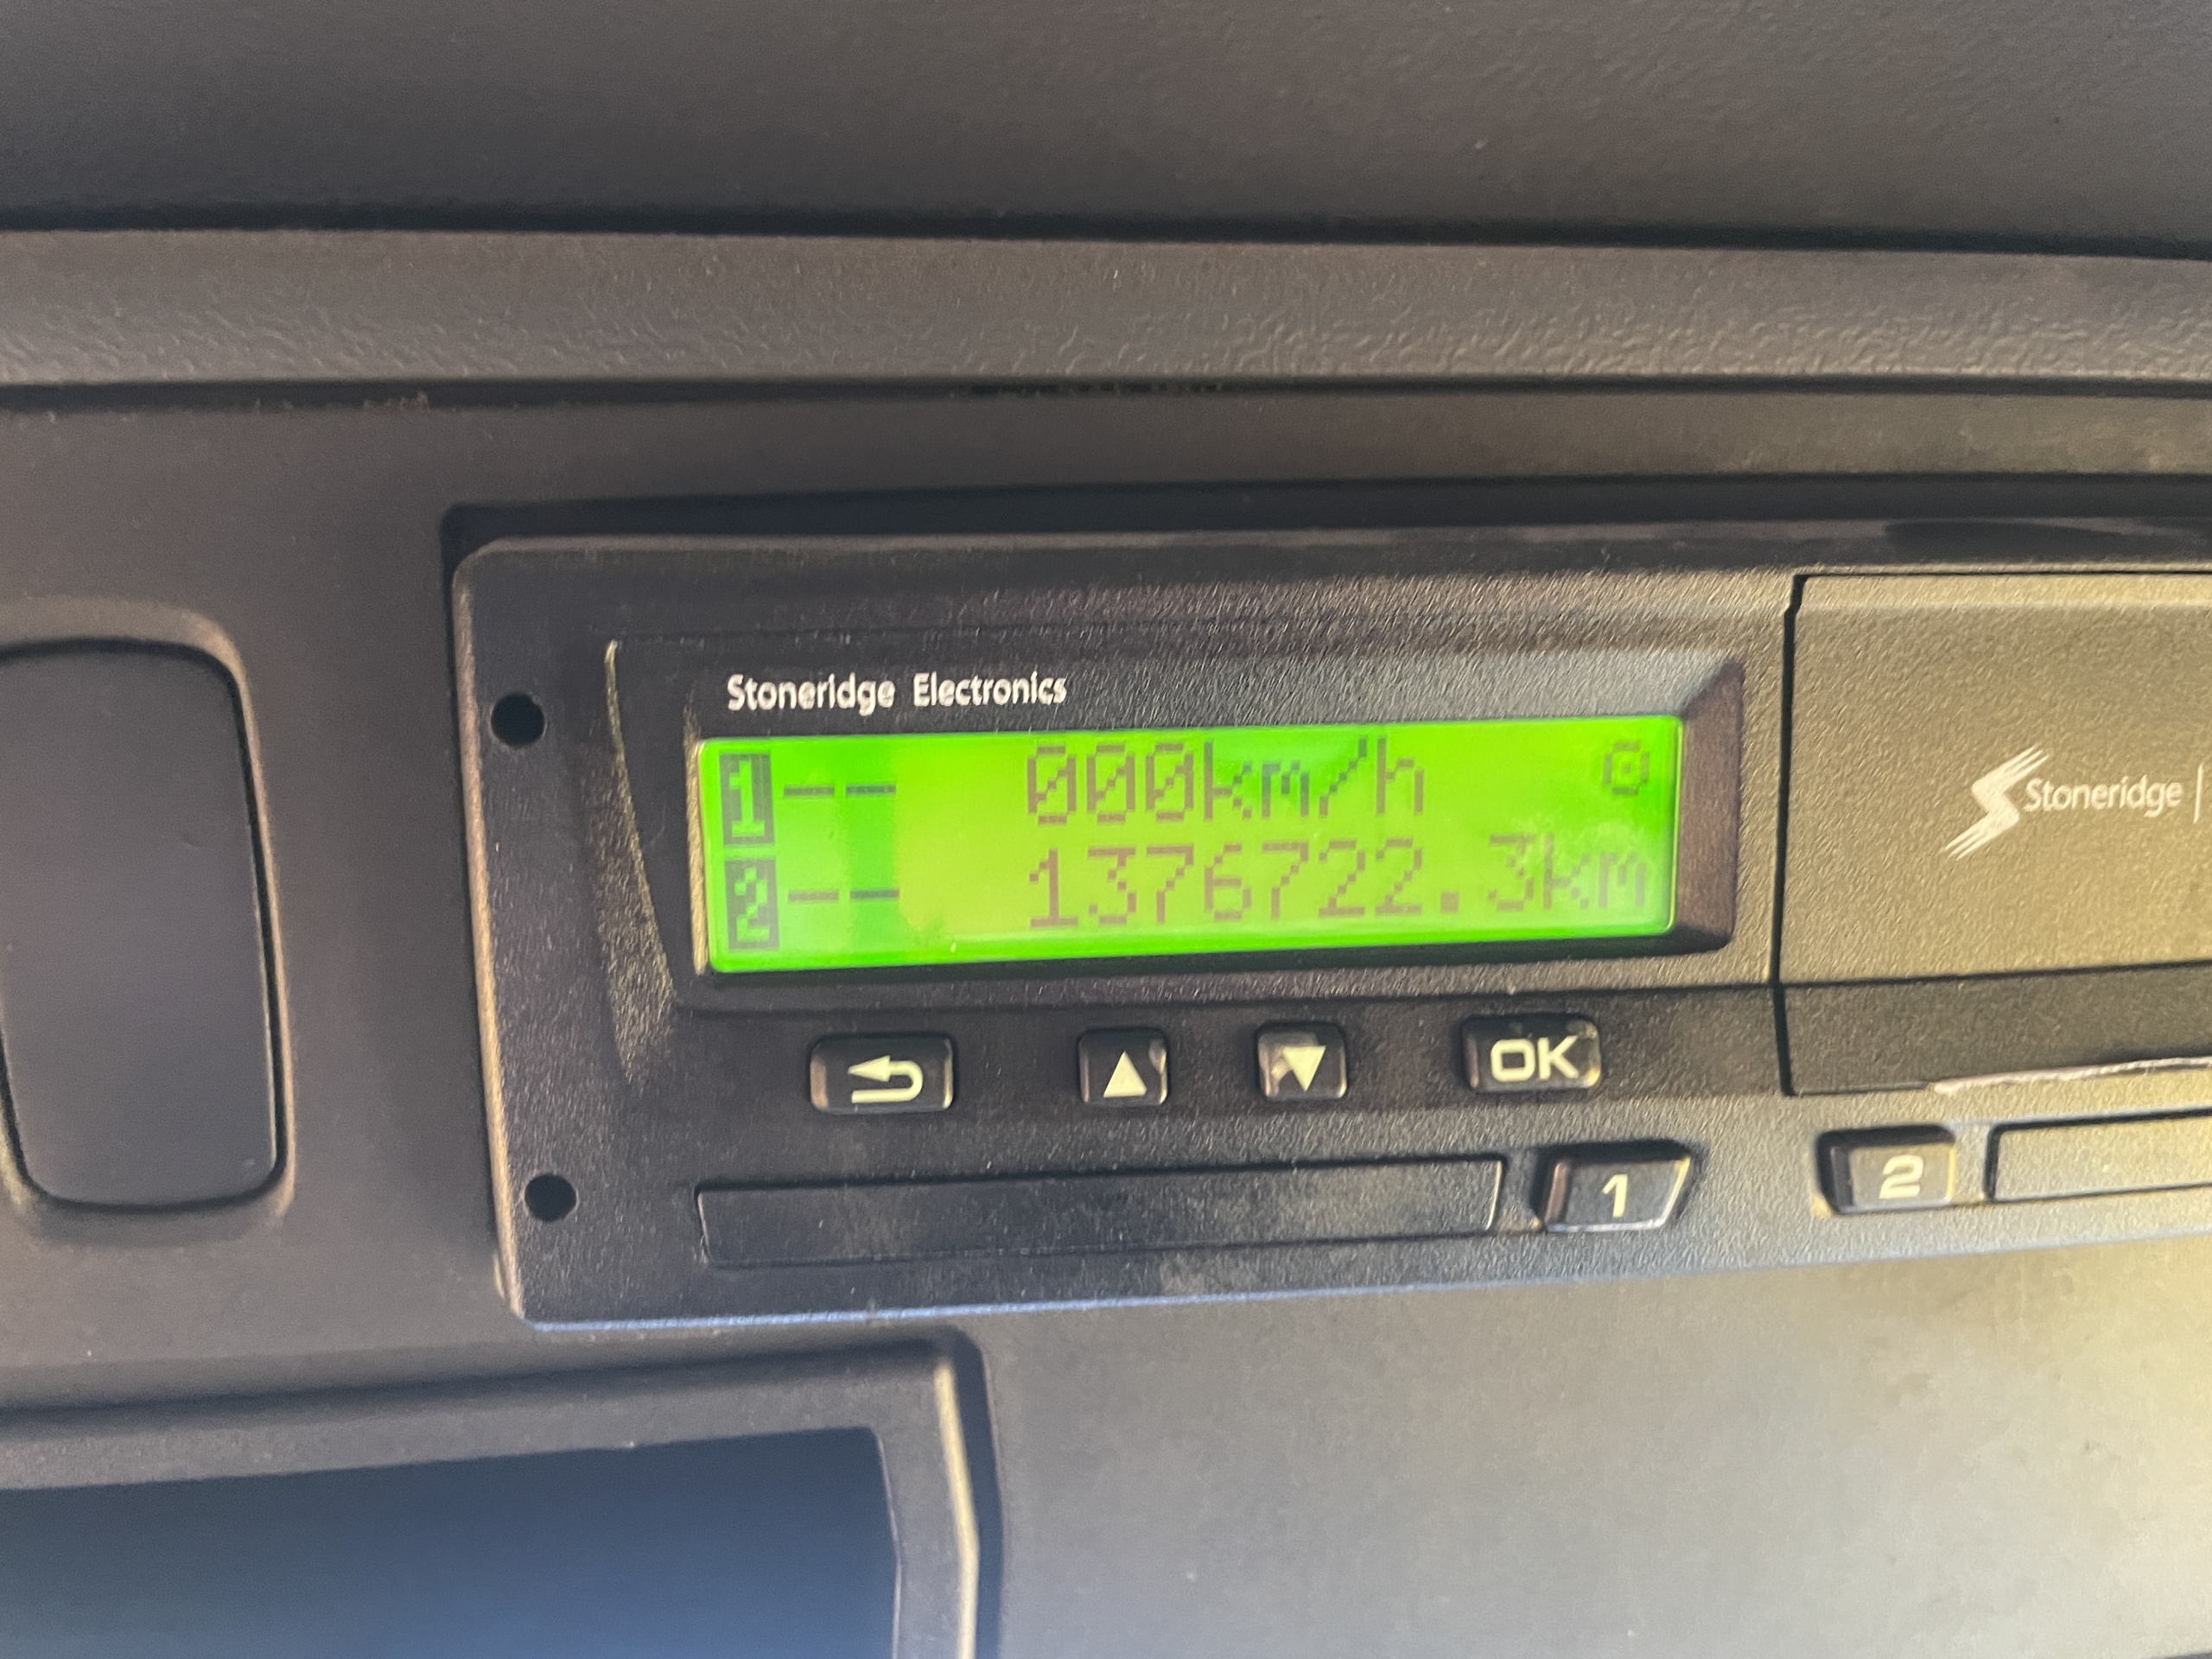 Stoneridge Electronics
1-- 000km/h
2-- 1376722.3km
Stoneridge |
OK
1
2